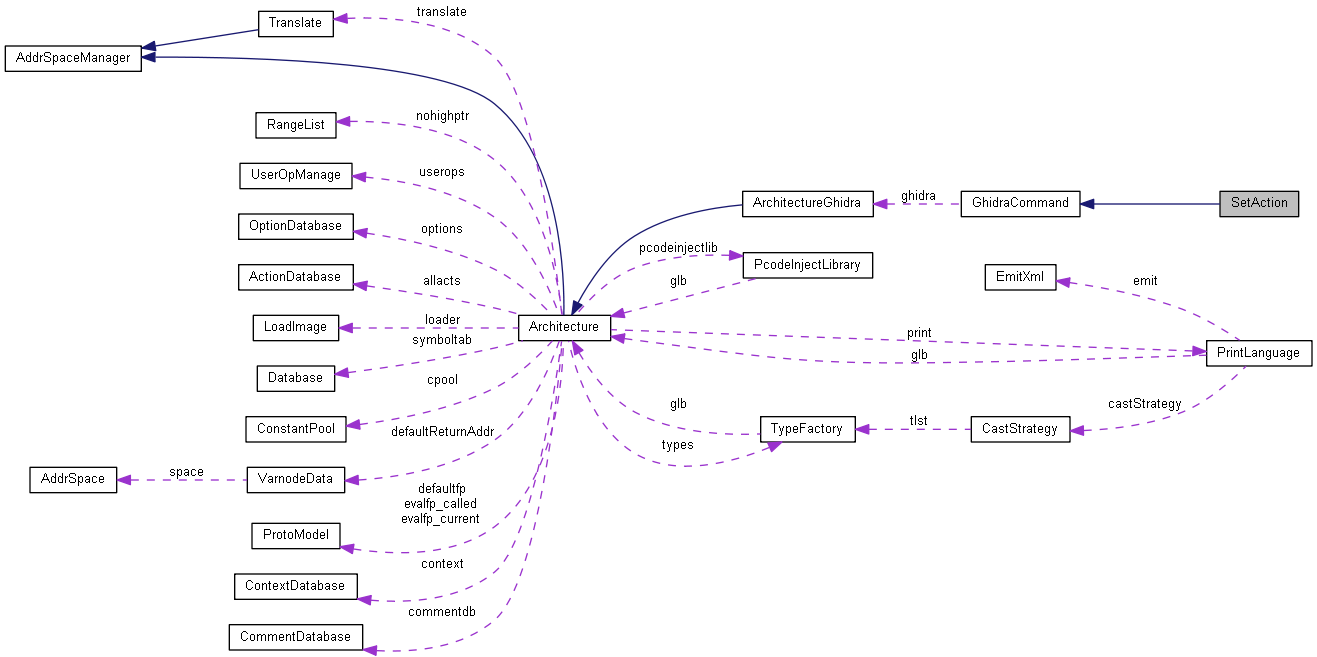 translate
Translate
AddrSpaceManager
nohighptr
RangeList
userops
UserOpManage
ArchitectureGhidra
ghidra
GhidraCommand
SetAction
options
OptionDatabase
pcodeinjectlib
PcodeInjectLibrary
allacts
ActionDatabase
glb
EmitXml
emit
loader
LoadImage
Architecture
symboltab
print
glb
PrintLanguage
Database
cpool
ConstantPool
glb
castStrategy
defaultReturnAddr
TypeFactory
tlst
CastStrategy
types
AddrSpace
space
VarnodeData
defaultfp
evalfp_called
evalfp_current
ProtoModel
context
ContextDatabase
commentdb
CommentDatabase